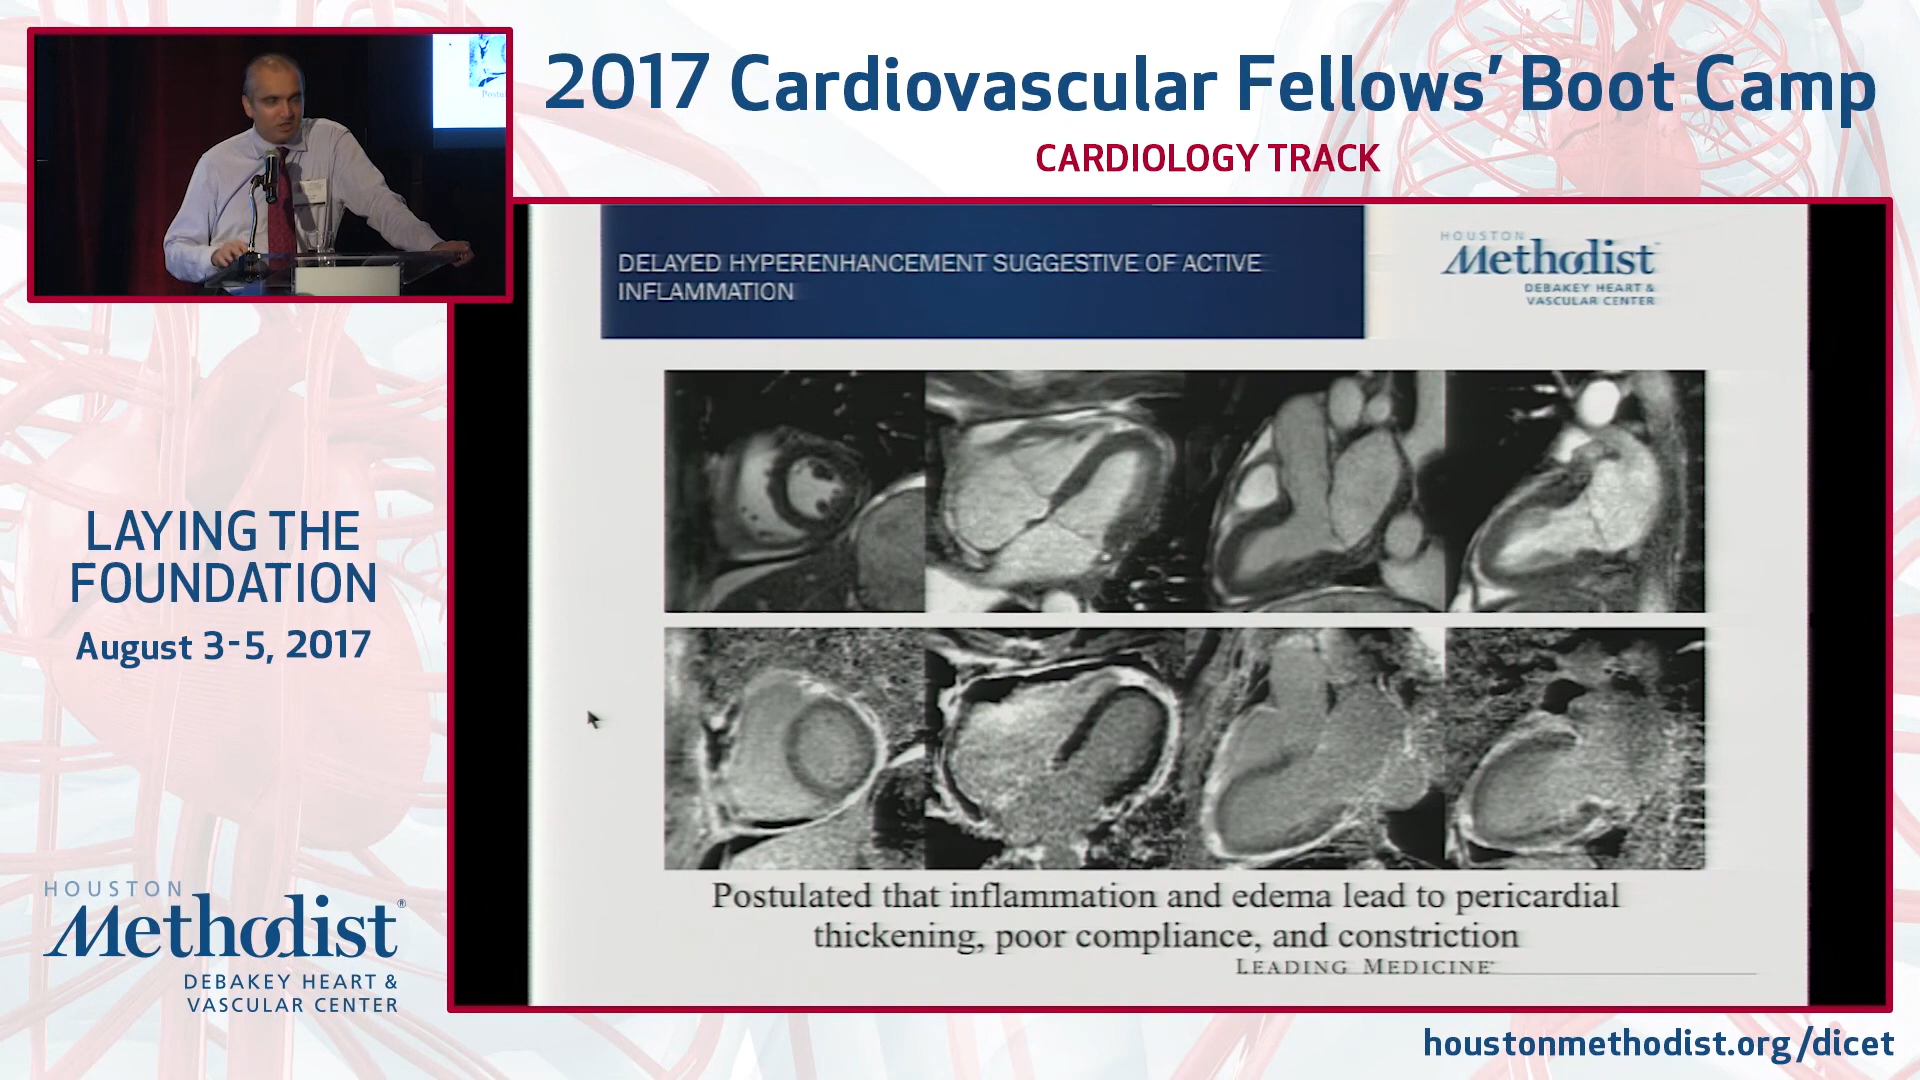 2017 Cardiovascular Fellows’ Boot Camp
CARDIOLOGY TRACK
DELAYED HYPERENHANCEMENT SUGGESTIVE OF ACTIVE
INFLAMMATION
HOUSTON
Methodist
DEBAKEY HEART &
VASCULAR CENTER
Postulated that inflammation and edema lead to pericardial
thickening, poor compliance, and constriction
LEADING MEDICINE
LAYING THE
FOUNDATION
August 3-5, 2017
HOUSTON
Methodist®
DEBAKEY HEART &
VASCULAR CENTER
houstonmethodist.org/dicet